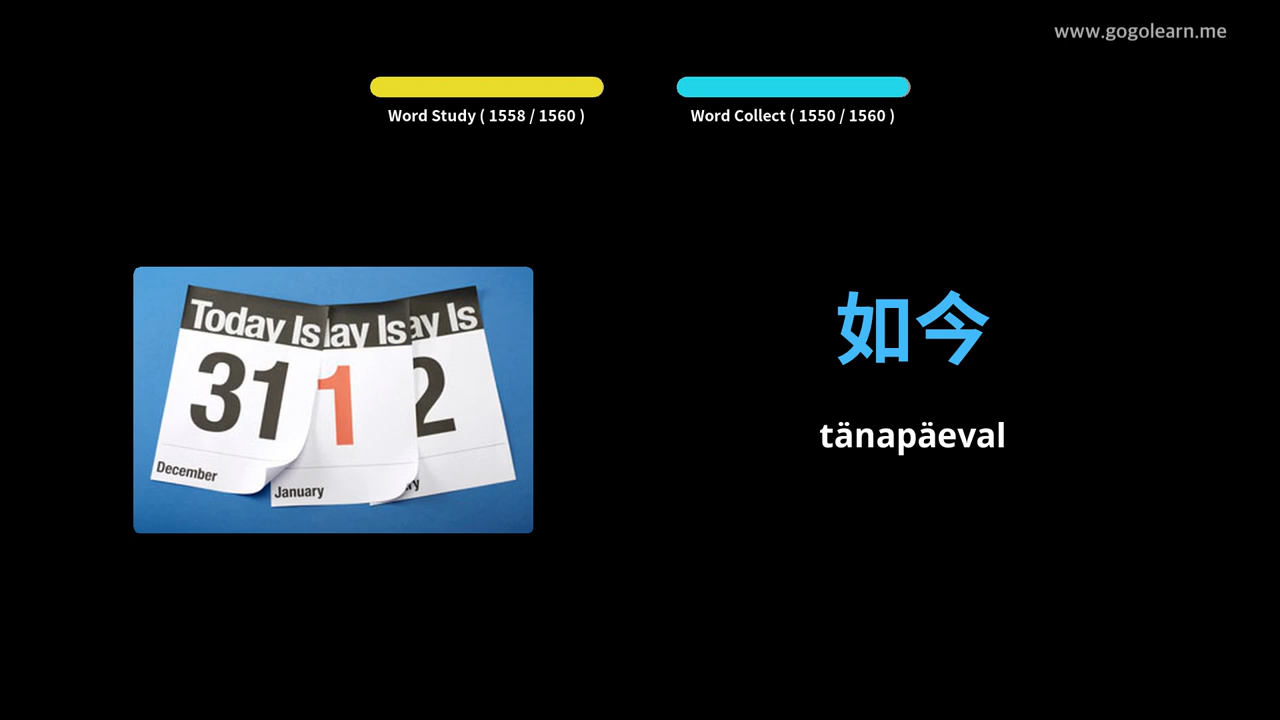 www.gogolearn.me
Word Study ( 1558 / 1560 )
Word Collect ( 1550 / 1560 )
Today Is
31
December
ay Is
1
January
ay Is
2
ry
如今
tänapäeval